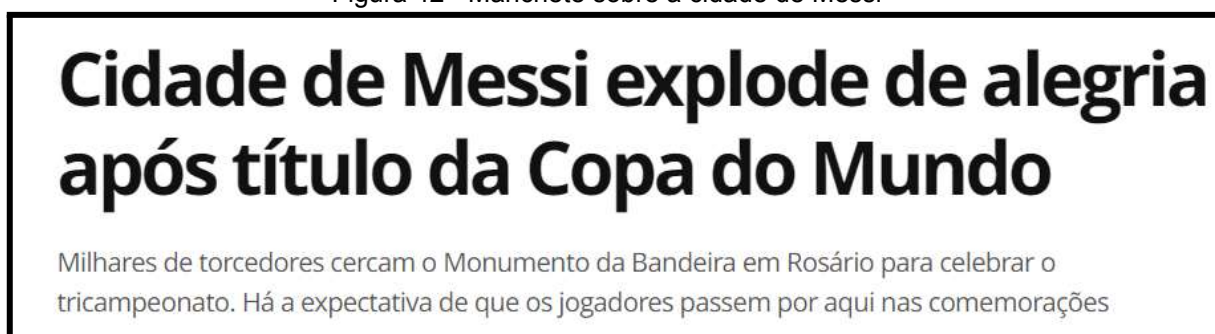 Cidade de Messi explode de alegria
após título da Copa do Mundo
Milhares de torcedores cercam o Monumento da Bandeira em Rosário para celebrar o
tricampeonato. Há a expectativa de que os jogadores passem por aqui nas comemorações